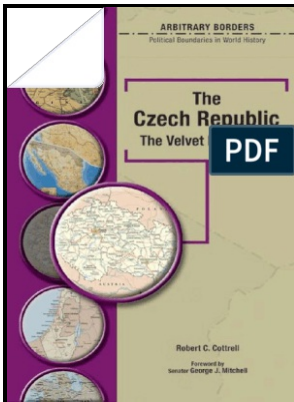 ARBITRARY BORDERS
Political Boundaries in World History
The
Czech Republic
The Velvet
PDF
Robert C. Cottrell
Foreword by
Senator George J. Mitchell